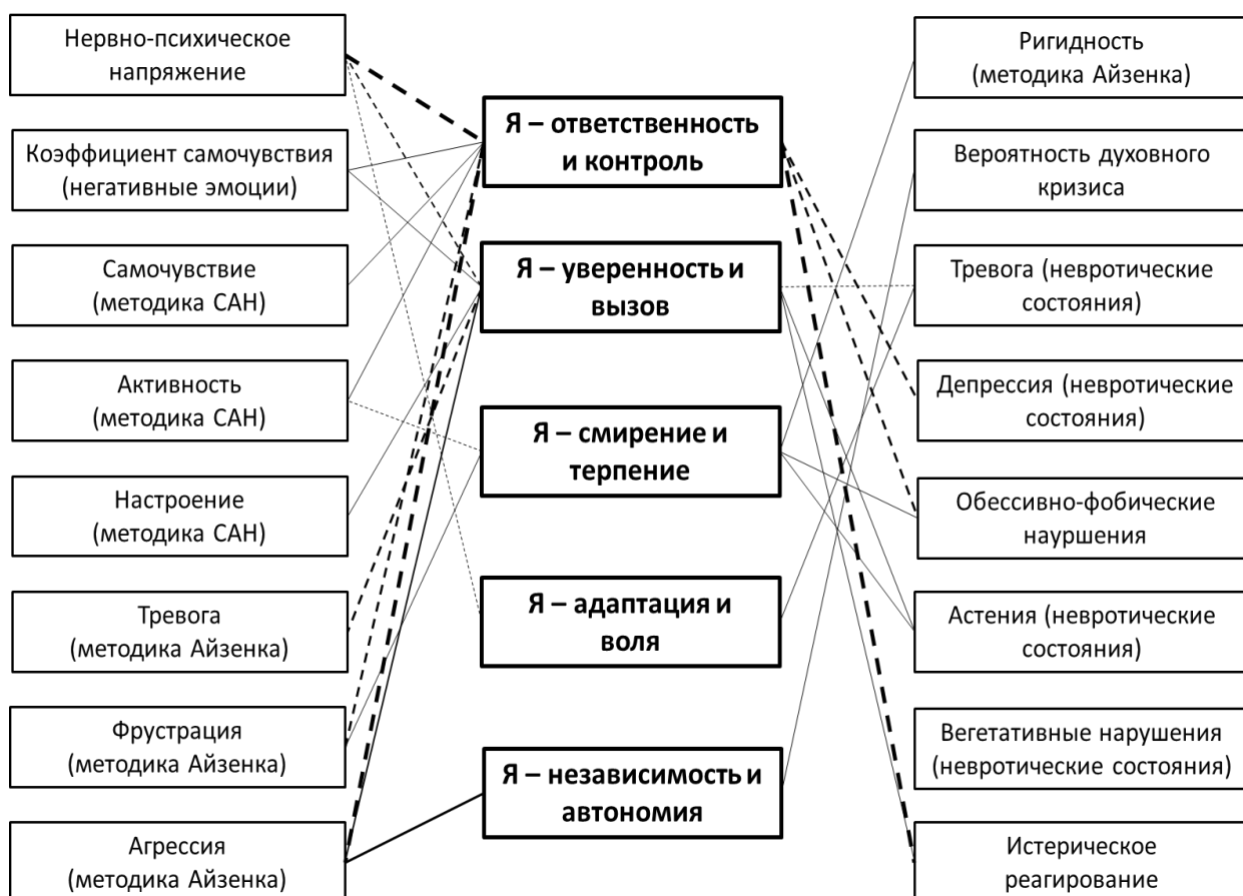 Нервно-психическое
напряжение
Коэффициент самочувствия
(негативные эмоции)
Самочувствие
(методика САН)
Активность
(методика САН)
Настроение
(методика САН)
Тревога
(методика Айзенка)
Фрустрация
(методика Айзенка)
Агрессия
(методика Айзенка)
Я – ответственность
и контроль
Я – уверенность и
вызов
Я – смирение и
терпение
Я – адаптация и
воля
Я – независимость и
автономия
Ригидность
(методика Айзенка)
Вероятность духовного
кризиса
Тревога (невротические
состояния)
Депрессия (невротические
состояния)
Обессивно-фобические
науршения
Астения (невротические
состояния)
Вегетативные нарушения
(невротические состояния)
Истерическое
реагирование